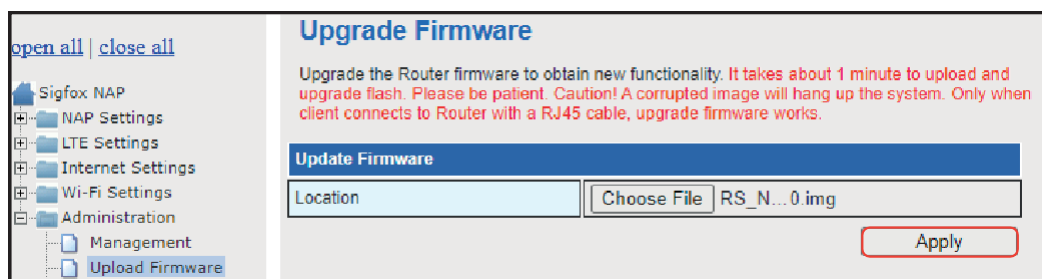 open all | close all
Sigfox NAP
NAP Settings
LTE Settings
Internet Settings
Wi-Fi Settings
Administration
Management
Upload Firmware
Upgrade Firmware
Upgrade the Router firmware to obtain new functionality. It takes about 1 minute to upload and
upgrade flash. Please be patient. Caution! A corrupted image will hang up the system. Only when
client connects to Router with a RJ45 cable, upgrade firmware works.
Update Firmware
Location Choose File RS_N...0.img
Apply